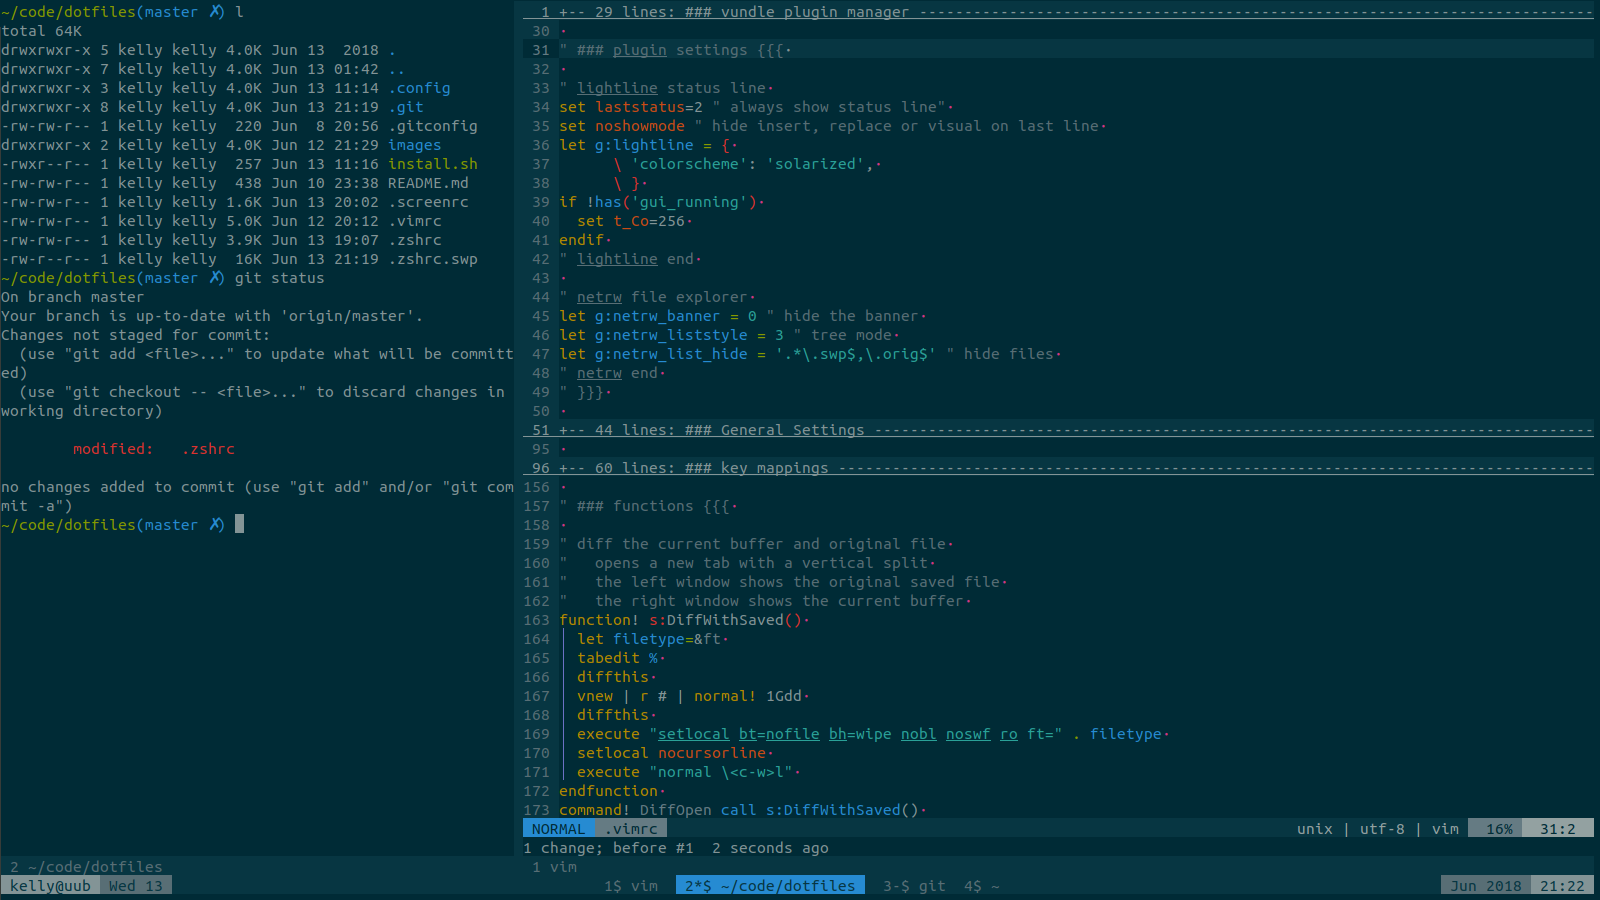 ~/code/dotfiles(master ✗) l
total 64K
drwxrwxr-x 5 kelly kelly 4.0K Jun 13  2018 .
drwxrwxr-x 7 kelly kelly 4.0K Jun 13 01:42 ..
drwxrwxr-x 3 kelly kelly 4.0K Jun 13 11:14 .config
drwxrwxr-x 8 kelly kelly 4.0K Jun 13 21:19 .git
-rw-rw-r-- 1 kelly kelly  220 Jun  8 20:56 .gitconfig
drwxrwxr-x 2 kelly kelly 4.0K Jun 12 21:29 images
-rwxr--r-- 1 kelly kelly  257 Jun 13 11:16 install.sh
-rw-rw-r-- 1 kelly kelly  438 Jun 10 23:38 README.md
-rw-rw-r-- 1 kelly kelly 1.6K Jun 13 20:02 .screenrc
-rw-rw-r-- 1 kelly kelly 5.0K Jun 12 20:12 .vimrc
-rw-rw-r-- 1 kelly kelly 3.9K Jun 13 19:07 .zshrc
-rw-r--r-- 1 kelly kelly  16K Jun 13 21:19 .zshrc.swp
~/code/dotfiles(master ✗) git status
On branch master
Your branch is up-to-date with 'origin/master'.
Changes not staged for commit:
  (use "git add <file>..." to update what will be committ
ed)
  (use "git checkout -- <file>..." to discard changes in
working directory)
        modified:   .zshrc
no changes added to commit (use "git add" and/or "git com
mit -a")
~/code/dotfiles(master ✗)
1 +-- 29 lines: ### vundle plugin manager ---------------------------------------------------------------------------
30 ·
31 " ### plugin settings {{{·
32 ·
33 " lightline status line·
34 set laststatus=2 " always show status line"·
35 set noshowmode " hide insert, replace or visual on last line·
36 let g:lightline = {·
37       \ 'colorscheme': 'solarized',·
38       \ }·
39 if !has('gui_running')·
40   set t_Co=256·
41 endif·
42 " lightline end·
43 ·
44 " netrw file explorer·
45 let g:netrw_banner = 0 " hide the banner·
46 let g:netrw_liststyle = 3 " tree mode·
47 let g:netrw_list_hide = '.*\.swp$,\.orig$' " hide files·
48 " netrw end·
49 " }}}·
50 ·
51 +-- 44 lines: ### General Settings --------------------------------------------------------------------------------
95 ·
96 +-- 60 lines: ### key mappings ------------------------------------------------------------------------------------
156 ·
157 " ### functions {{{·
158 ·
159 " diff the current buffer and original file·
160 "   opens a new tab with a vertical split·
161 "   the left window shows the original saved file·
162 "   the right window shows the current buffer·
163 function! s:DiffWithSaved()·
164   let filetype=&ft·
165   tabedit %·
166   diffthis·
167   vnew | r # | normal! 1Gdd·
168   diffthis·
169   execute "setlocal bt=nofile bh=wipe nobl noswf ro ft=" . filetype·
170   setlocal nocursorline·
171   execute "normal \<c-w>l"·
172 endfunction·
173 command! DiffOpen call s:DiffWithSaved()·
NORMAL  .vimrc  unix | utf-8 | vim  16%  31:2
1 change; before #1  2 seconds ago
2 ~/code/dotfiles  1 vim
kelly@uub  Wed 13  1$ vim  2*$ ~/code/dotfiles  3-$ git  4$ ~  Jun 2018  21:22